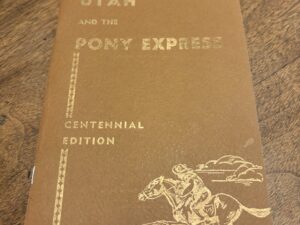 UTAH
AND THE
PONY EXPRESS
CENTENNIAL
EDITION